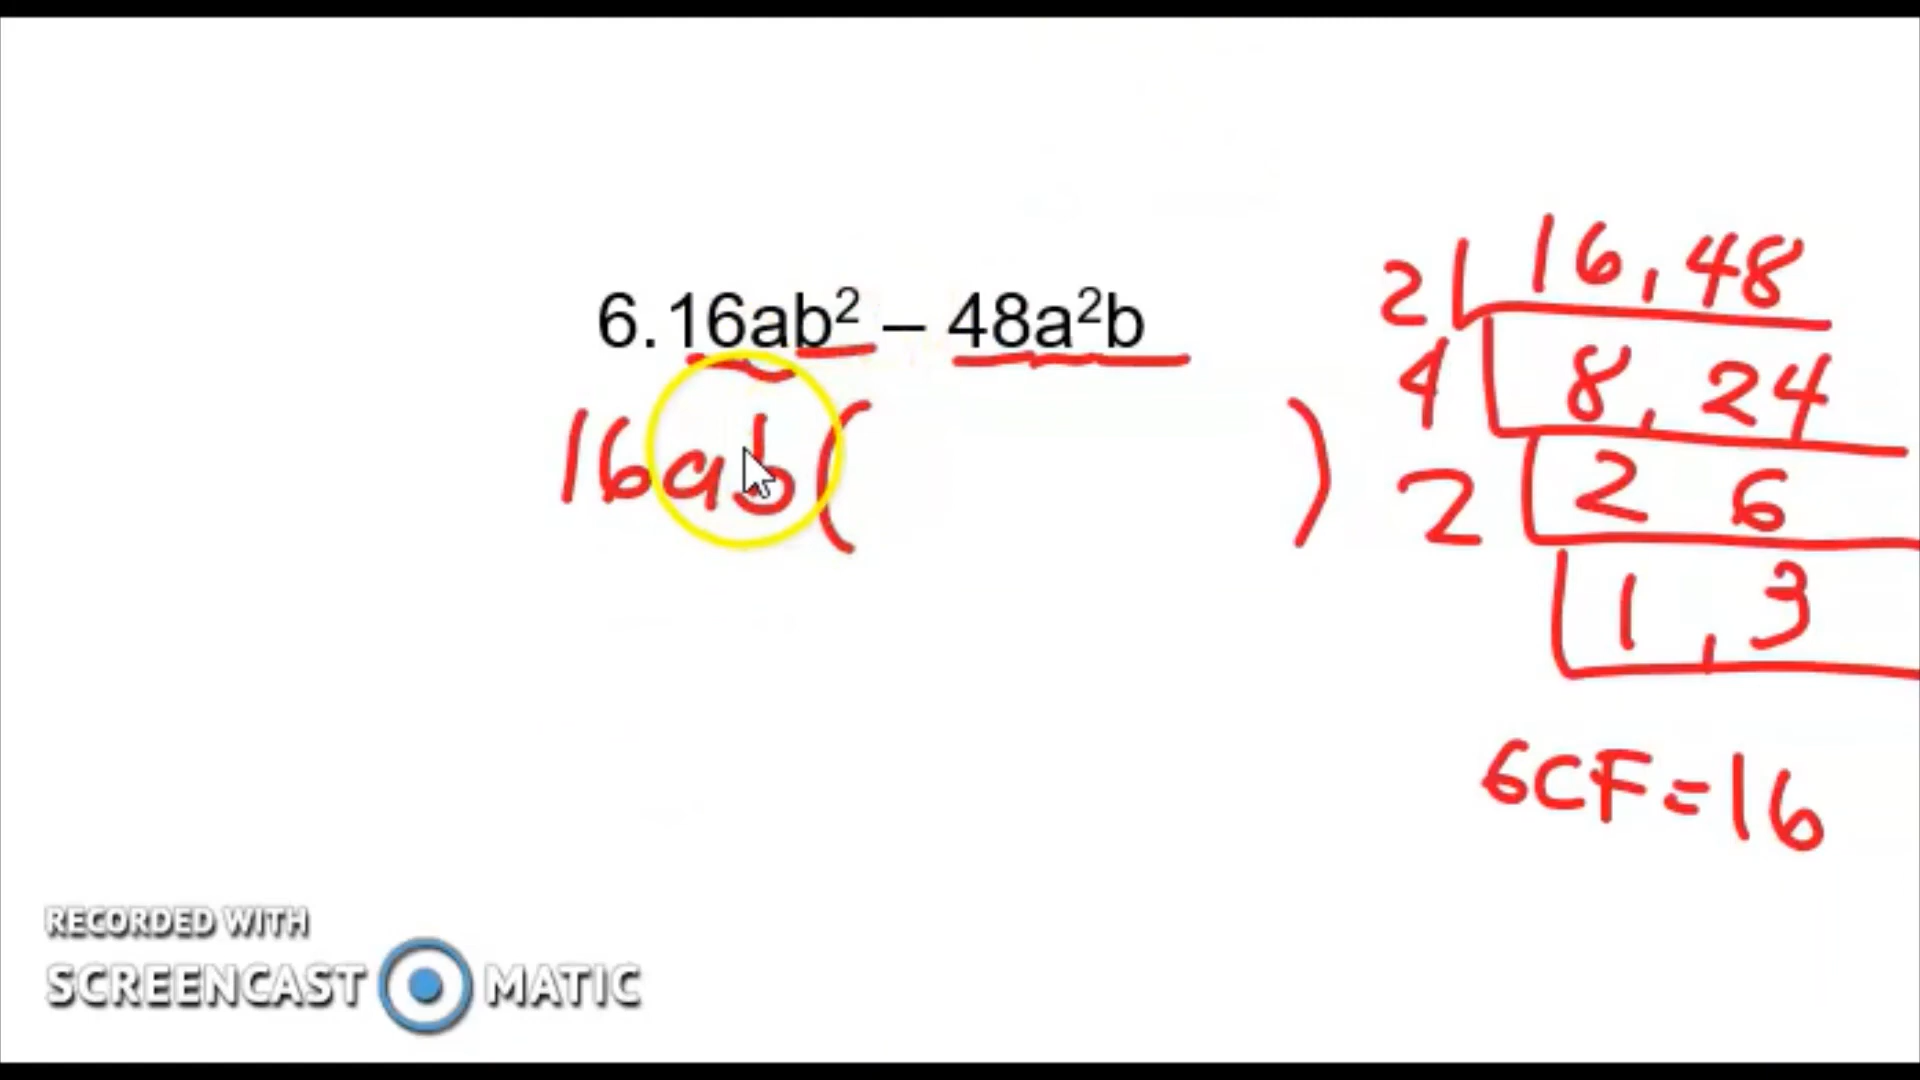 6. 16ab² – 48a²b
16ab( )
2 16, 48
4 8, 24
2 2 6
1, 3
GCF = 16
RECORDED WITH
SCREENCAST MATIC